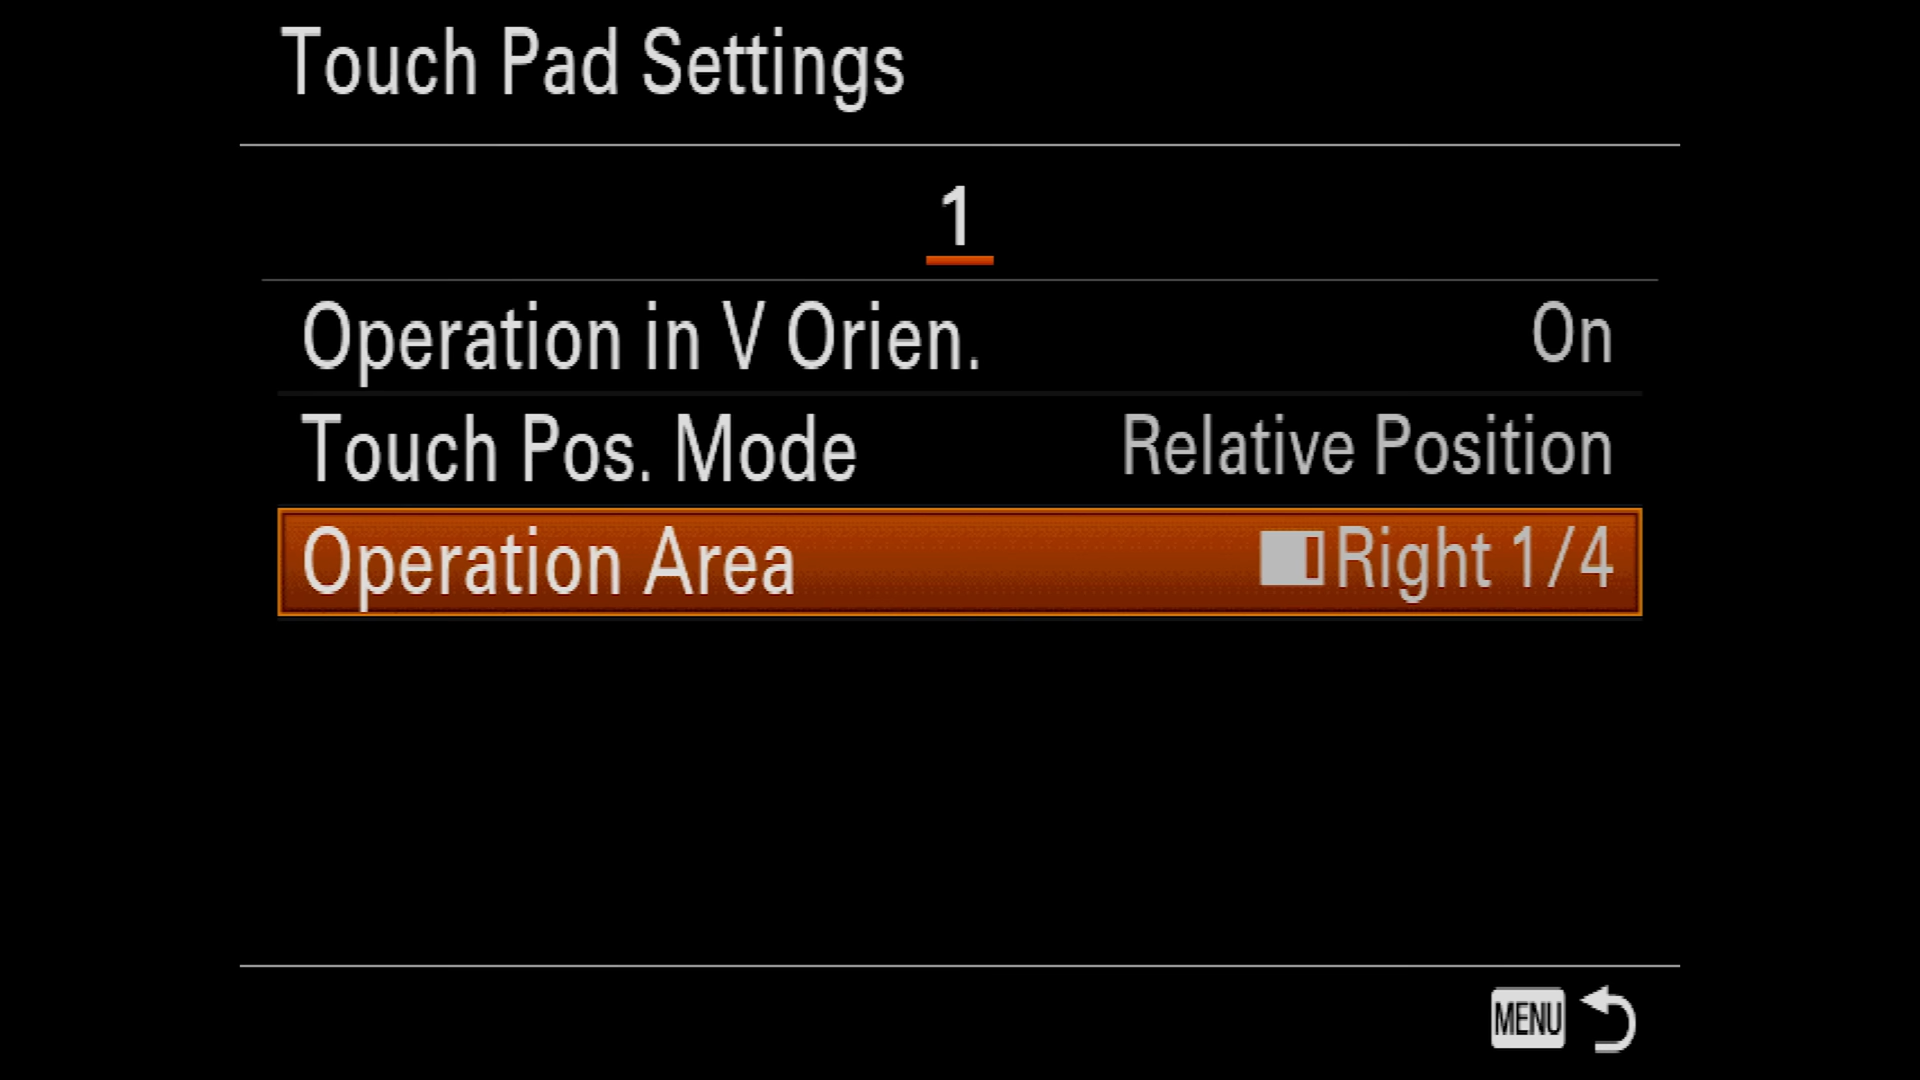 Touch Pad Settings
1
Operation in V Orien. On
Touch Pos. Mode Relative Position
Operation Area Right 1/4
MENU